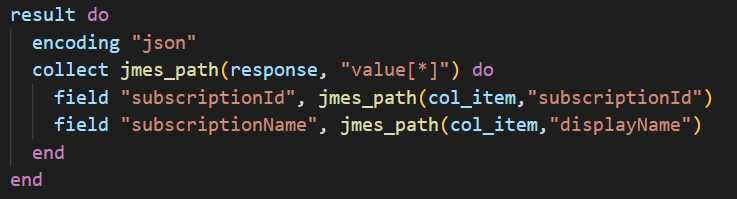 result do
encoding "json"
collect jmes_path(response, "value[*]") do
field "subscriptionId", jmes_path(col_item,"subscriptionId")
field "subscriptionName", jmes_path(col_item,"displayName")
end
end